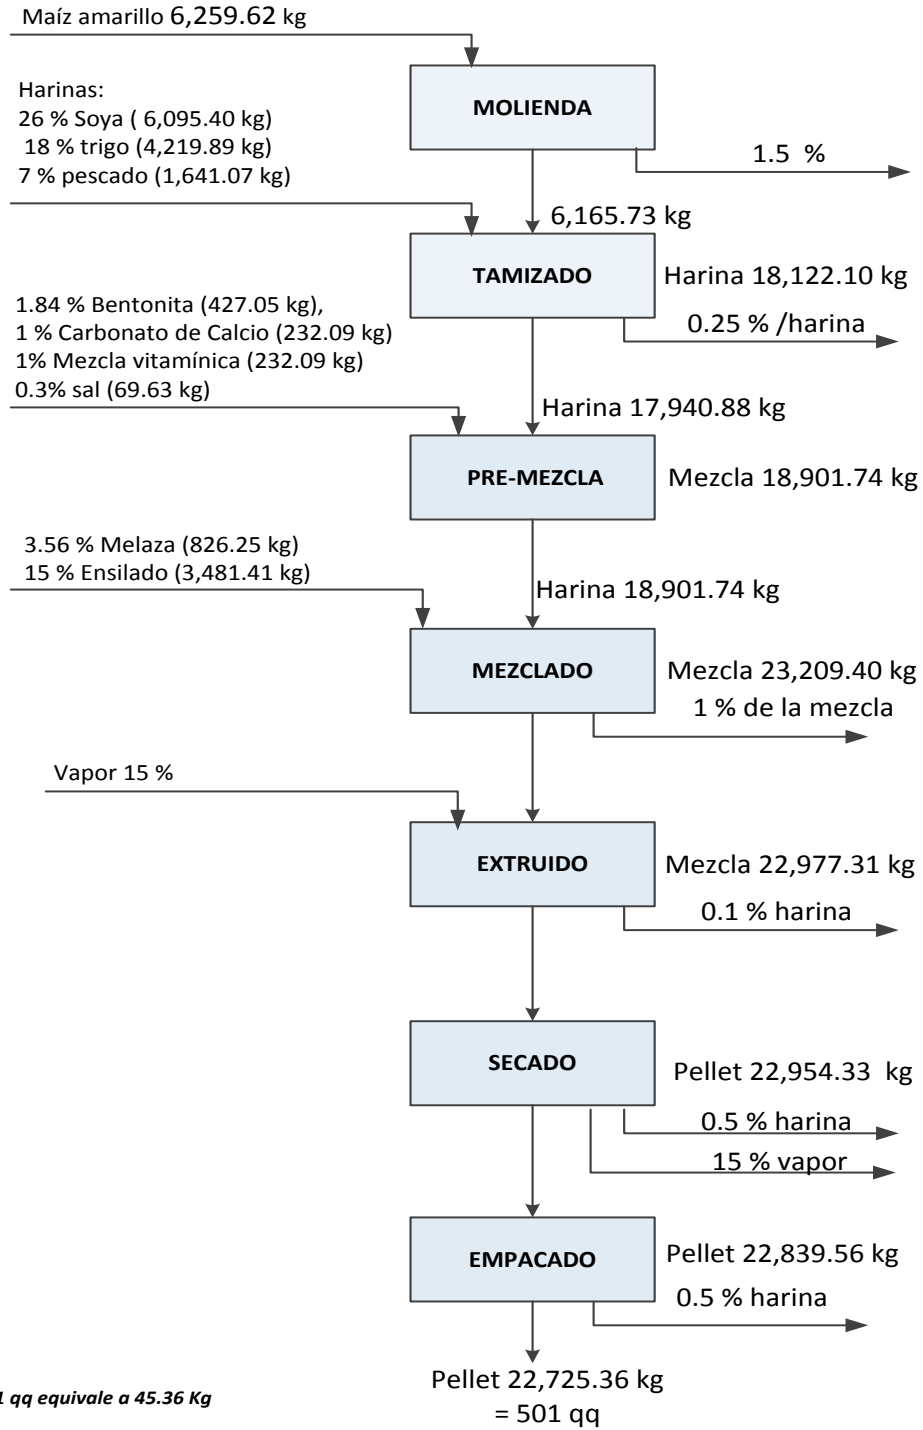 Maíz amarillo 6,259.62 kg
MOLIENDA
Harinas:
26 % Soya ( 6,095.40 kg)
18 % trigo (4,219.89 kg)
7 % pescado (1,641.07 kg)
1.5 %
6,165.73 kg
TAMIZADO
Harina 18,122.10 kg
0.25 % /harina
1.84 % Bentonita (427.05 kg),
1 % Carbonato de Calcio (232.09 kg)
1% Mezcla vitamínica (232.09 kg)
0.3% sal (69.63 kg)
Harina 17,940.88 kg
PRE-MEZCLA
Mezcla 18,901.74 kg
3.56 % Melaza (826.25 kg)
15 % Ensilado (3,481.41 kg)
Harina 18,901.74 kg
MEZCLADO
Mezcla 23,209.40 kg
1 % de la mezcla
Vapor 15 %
EXTRUIDO
Mezcla 22,977.31 kg
0.1 % harina
SECADO
Pellet 22,954.33 kg
0.5 % harina
15 % vapor
EMPACADO
Pellet 22,839.56 kg
0.5 % harina
Pellet 22,725.36 kg
= 501 qq
1 qq equivale a 45.36 Kg